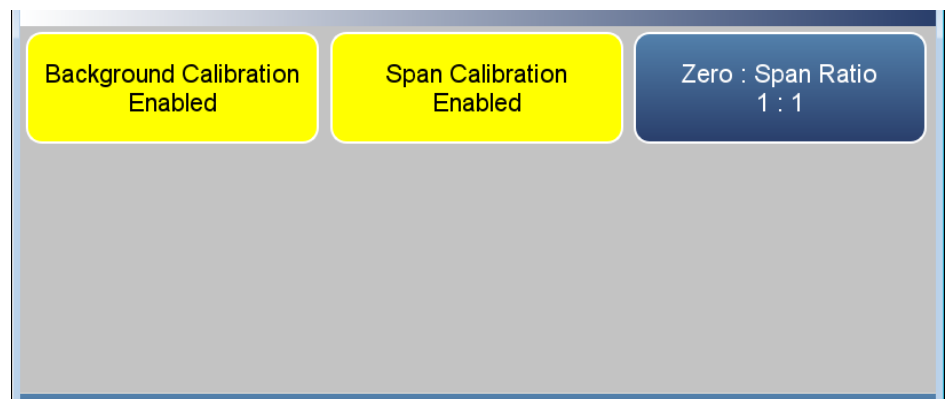 Background Calibration
Enabled
Span Calibration
Enabled
Zero : Span Ratio
1 : 1